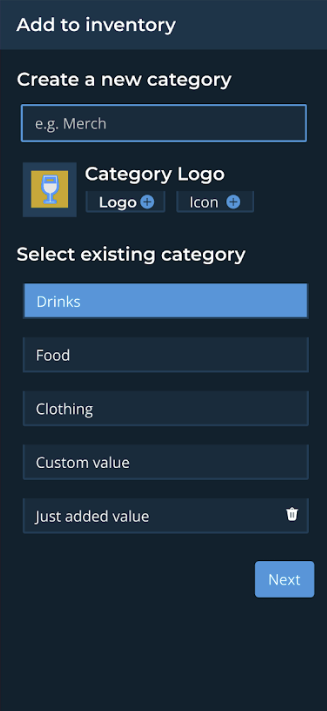 Add to inventory
Create a new category
e.g. Merch
Category Logo
Logo
Icon
Select existing category
Drinks
Food
Clothing
Custom value
Just added value
Next